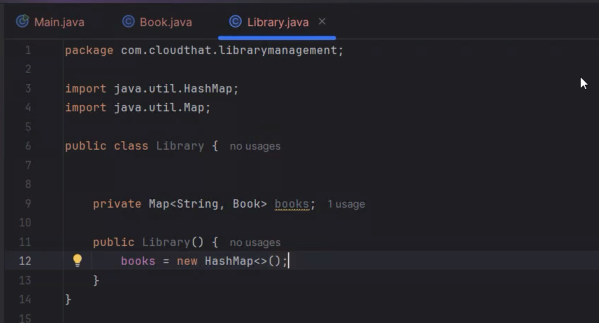 Main.java Book.java Library.java
1 package com.cloudthat.librarymanagement;
2
3 import java.util.HashMap;
4 import java.util.Map;
5
6 public class Library { no usages
7
8
9 private Map<String, Book> books; 1 usage
10
11 public Library() { no usages
12 books = new HashMap<>();
13 }
14 }
15